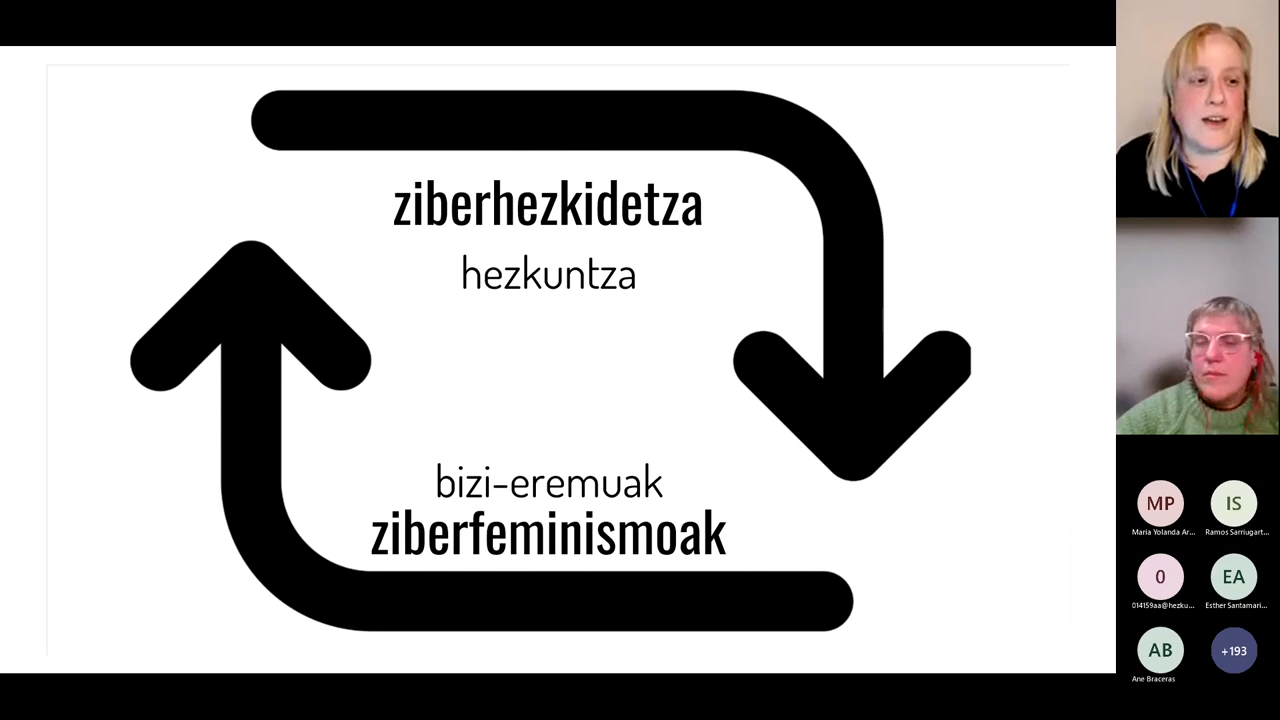 ziberhezkidetza
hezkuntza
bizi-eremuak
ziberfeminismoak
MP
Maria Yolanda Ar...
IS
Ramos Sarriugart...
0
014159aa@hezku...
EA
Esther Santamari...
AB
Ane Braceras
+193